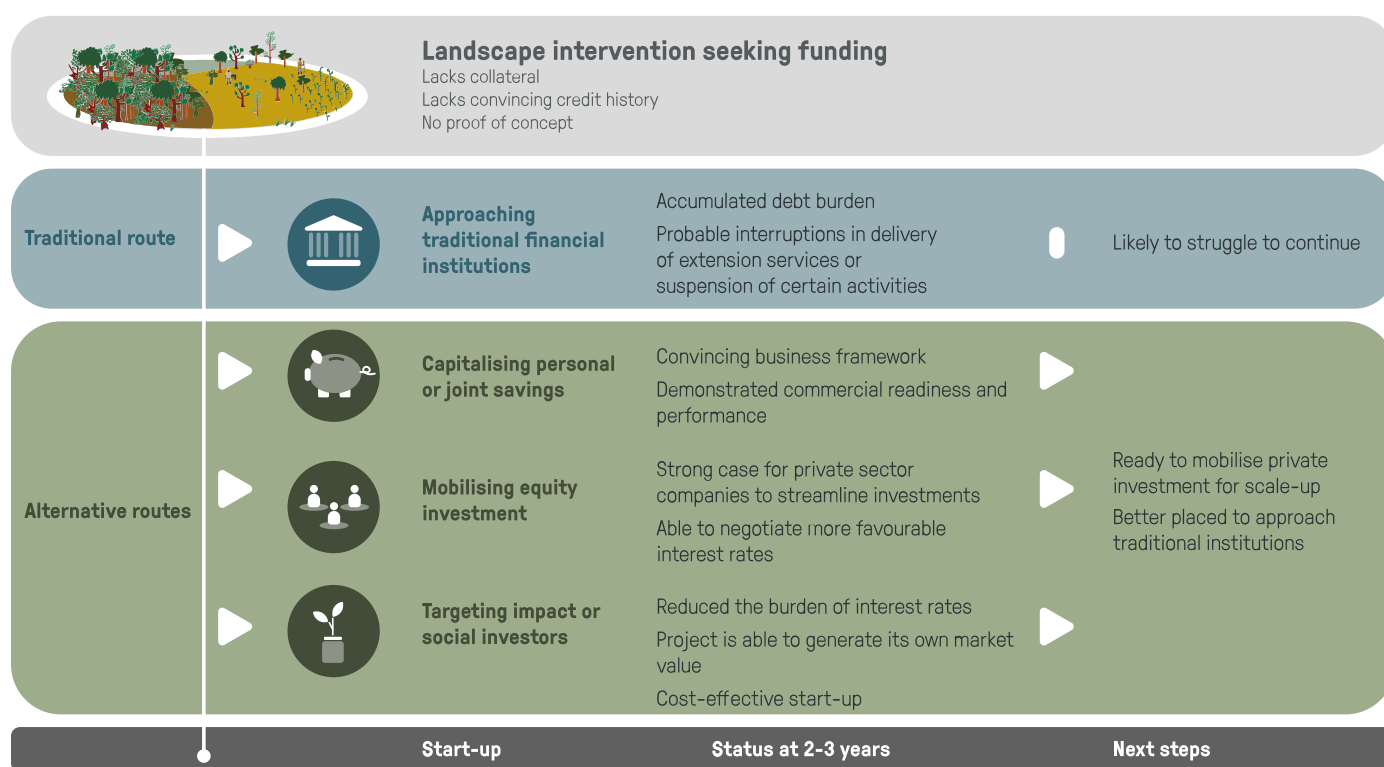 Landscape intervention seeking funding
Lacks collateral
Lacks convincing credit history
No proof of concept
Traditional route
Approaching
traditional financial
institutions
Accumulated debt burden
Probable interruptions in delivery
of extension services or
suspension of certain activities
Likely to struggle to continue
Alternative routes
Capitalising personal
or joint savings
Convincing business framework
Demonstrated commercial readiness and
performance
Mobilising equity
investment
Strong case for private sector
companies to streamline investments
Able to negotiate more favourable
interest rates
Targeting impact or
social investors
Reduced the burden of interest rates
Project is able to generate its own market
value
Cost-effective start-up
Ready to mobilise private
investment for scale-up
Better placed to approach
traditional institutions
Start-up
Status at 2-3 years
Next steps